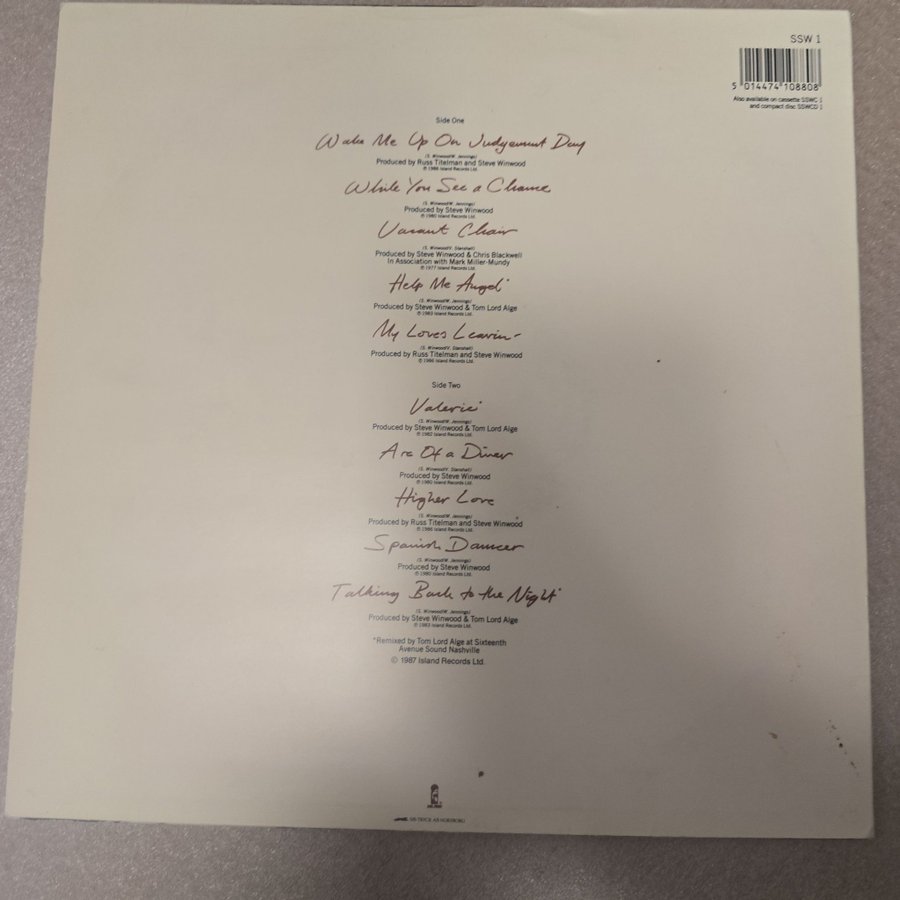 SSW 1
5 014474 108808
Also available on cassette SSWC 1
and compact disc SSWCD 1
Side One
Wake Me Up On Judgement Day
(S. Winwood/W. Jennings)
Produced by Russ Titelman and Steve Winwood
℗ 1986 Island Records Ltd.
While You See a Chance
(S. Winwood/W. Jennings)
Produced by Steve Winwood
℗ 1980 Island Records Ltd.
Vacant Chair
(S. Winwood/V. Stanshall)
Produced by Steve Winwood & Chris Blackwell
In Association with Mark Miller-Mundy
℗ 1977 Island Records Ltd.
Help Me Angel*
(S. Winwood/W. Jennings)
Produced by Steve Winwood & Tom Lord Alge
℗ 1983 Island Records Ltd.
My Loves Leavin'
(S. Winwood/V. Stanshall)
Produced by Russ Titelman and Steve Winwood
℗ 1986 Island Records Ltd.
Side Two
Valerie*
(S. Winwood/W. Jennings)
Produced by Steve Winwood & Tom Lord Alge
℗ 1982 Island Records Ltd.
Arc Of a Diver
(S. Winwood/V. Stanshall)
Produced by Steve Winwood
℗ 1980 Island Records Ltd.
Higher Love
(S. Winwood/W. Jennings)
Produced by Russ Titelman and Steve Winwood
℗ 1986 Island Records Ltd.
Spanish Dancer
(S. Winwood/W. Jennings)
Produced by Steve Winwood
℗ 1980 Island Records Ltd.
Talking Back to the Night*
(S. Winwood/W. Jennings)
Produced by Steve Winwood & Tom Lord Alge
℗ 1983 Island Records Ltd.
*Remixed by Tom Lord Alge at Sixteenth
Avenue Sound Nashville
© 1987 Island Records Ltd.
ISLAND